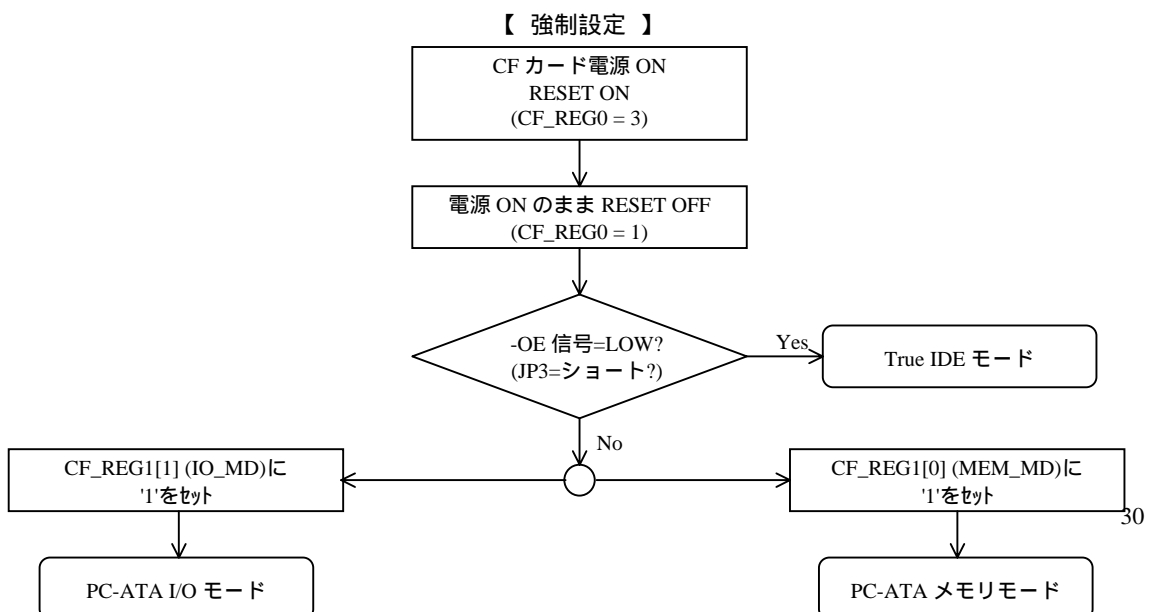 【 強制設定 】
CF カード電源 ON
RESET ON
(CF_REG0 = 3)
電源 ON のまま RESET OFF
(CF_REG0 = 1)
-OE 信号=LOW?
(JP3=ショート?)
Yes
True IDE モード
No
CF_REG1[1] (IO_MD)に
'1'をセット
CF_REG1[0] (MEM_MD)に
'1'をセット
30
PC-ATA I/O モード
PC-ATA メモリモード